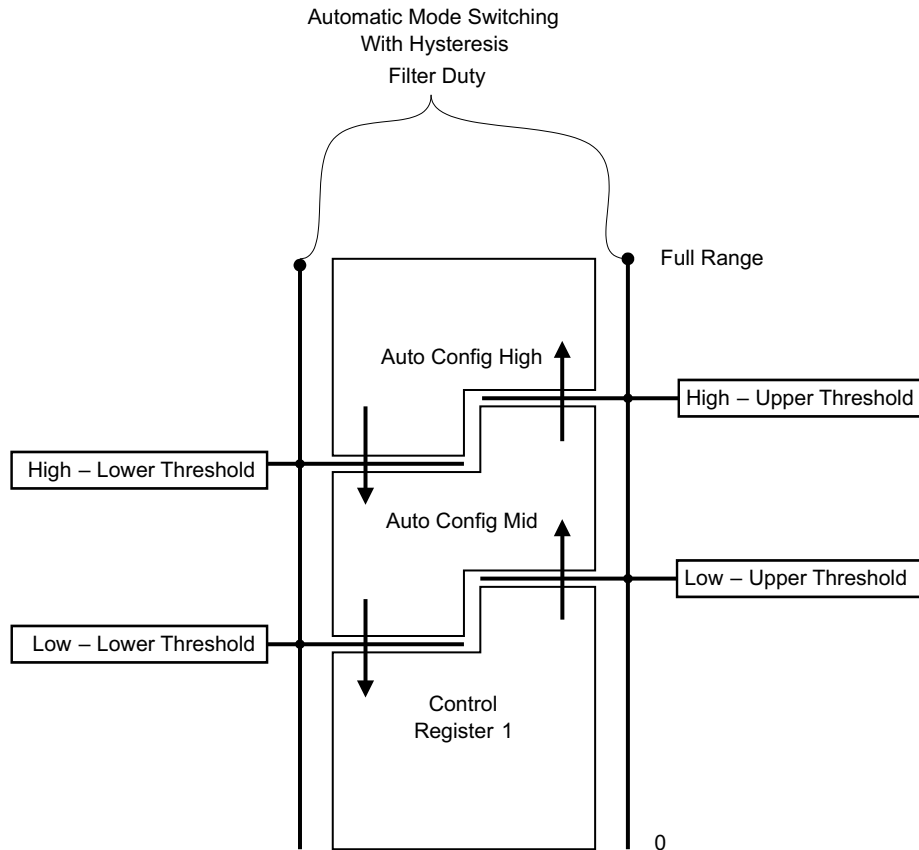 Automatic Mode Switching
With Hysteresis
Filter Duty
Full Range
Auto Config High
High – Upper Threshold
High – Lower Threshold
Auto Config Mid
Low – Upper Threshold
Low – Lower Threshold
Control
Register 1
0